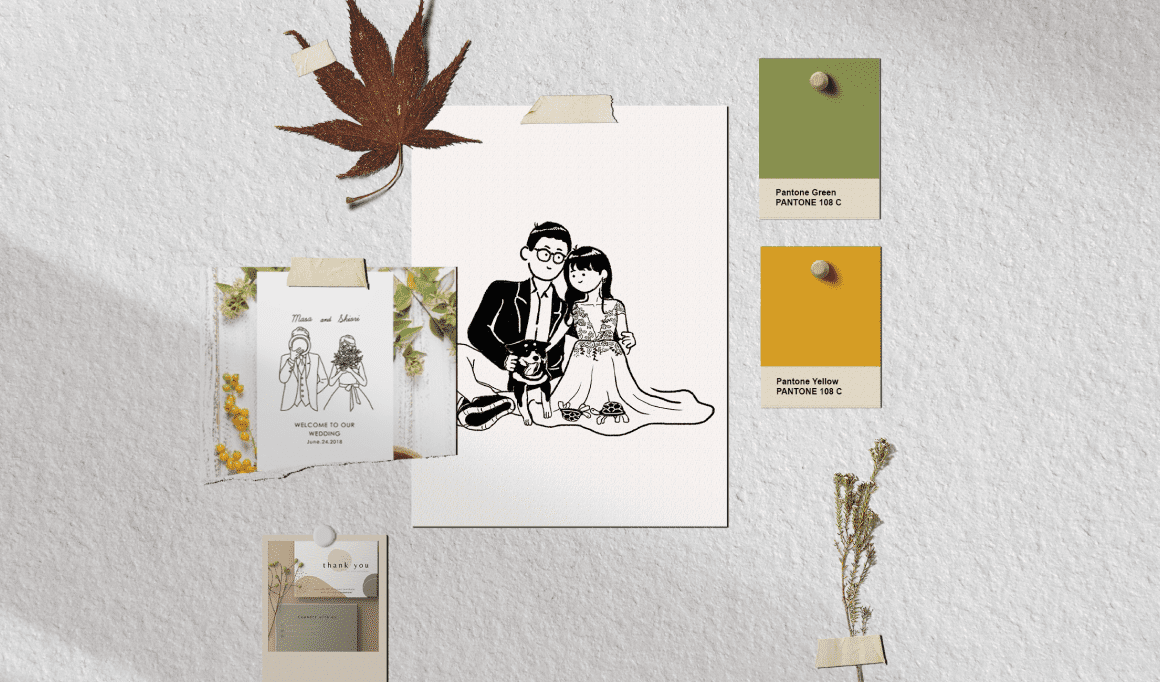 Masa and Shiori
WELCOME TO OUR
WEDDING
June.24.2018
thank you
Pantone Green
PANTONE 108 C
Pantone Yellow
PANTONE 108 C